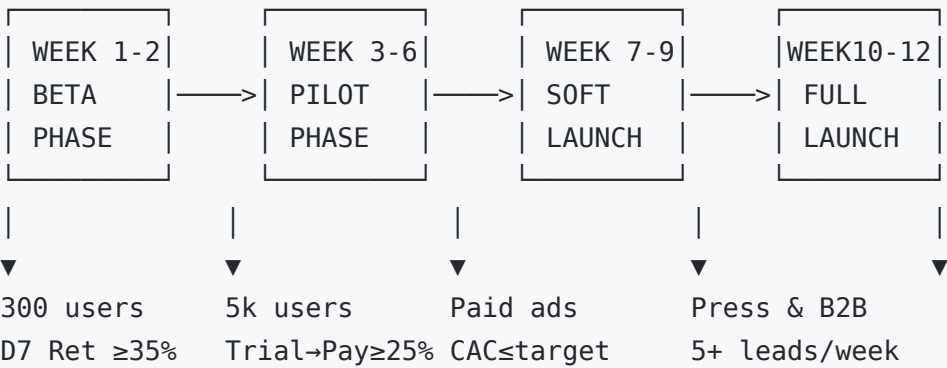 WEEK 1-2 WEEK 3-6 WEEK 7-9 WEEK10-12
BETA PILOT SOFT FULL
PHASE PHASE LAUNCH LAUNCH
300 users 5k users Paid ads Press & B2B
D7 Ret ≥35% Trial→Pay≥25% CAC≤target 5+ leads/week